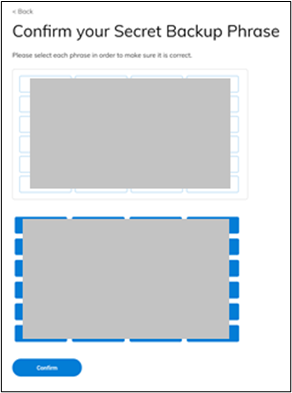 < Back
Confirm your Secret Backup Phrase
Please select each phrase in order to make sure it is correct.
Confirm